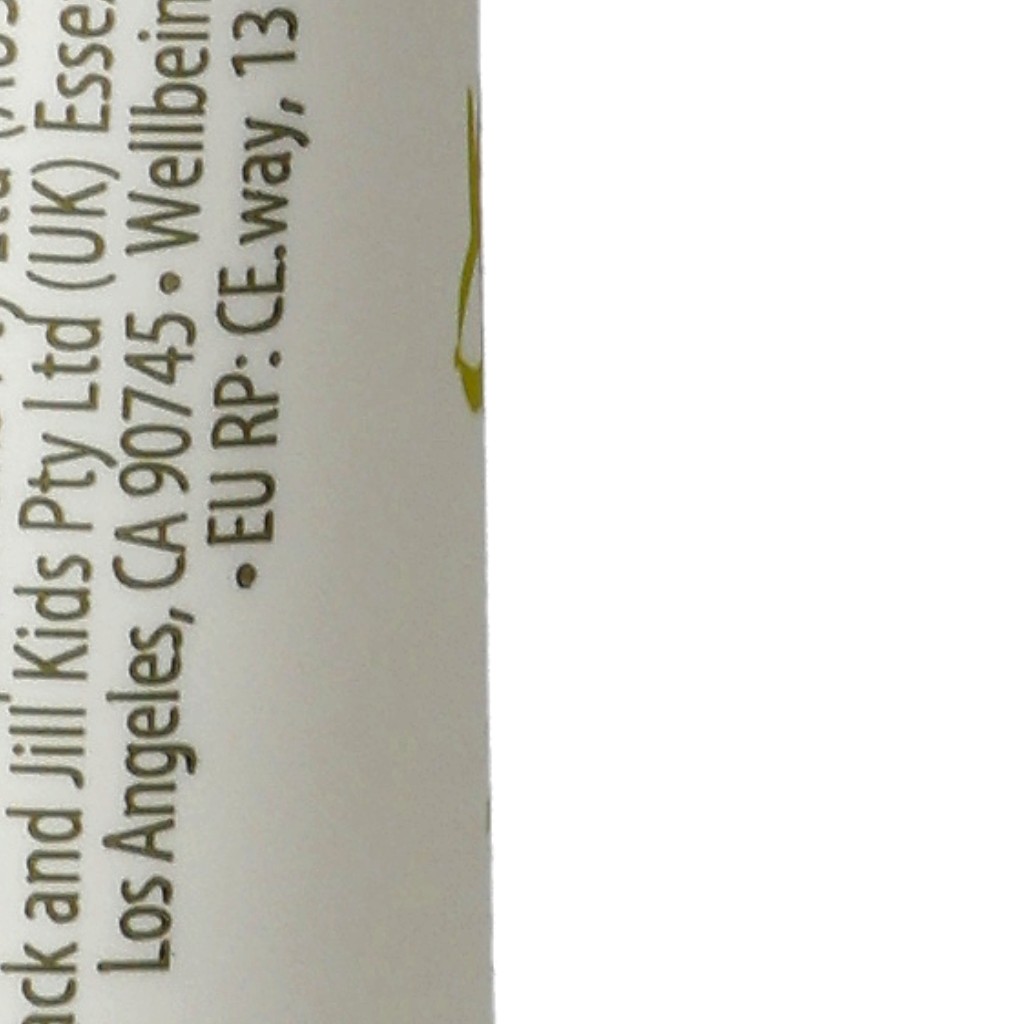 ack and Jill Kids Pty Ltd (UK) Esse
Los Angeles, CA 90745 • Wellbein
• EU RP: CE.way, 13